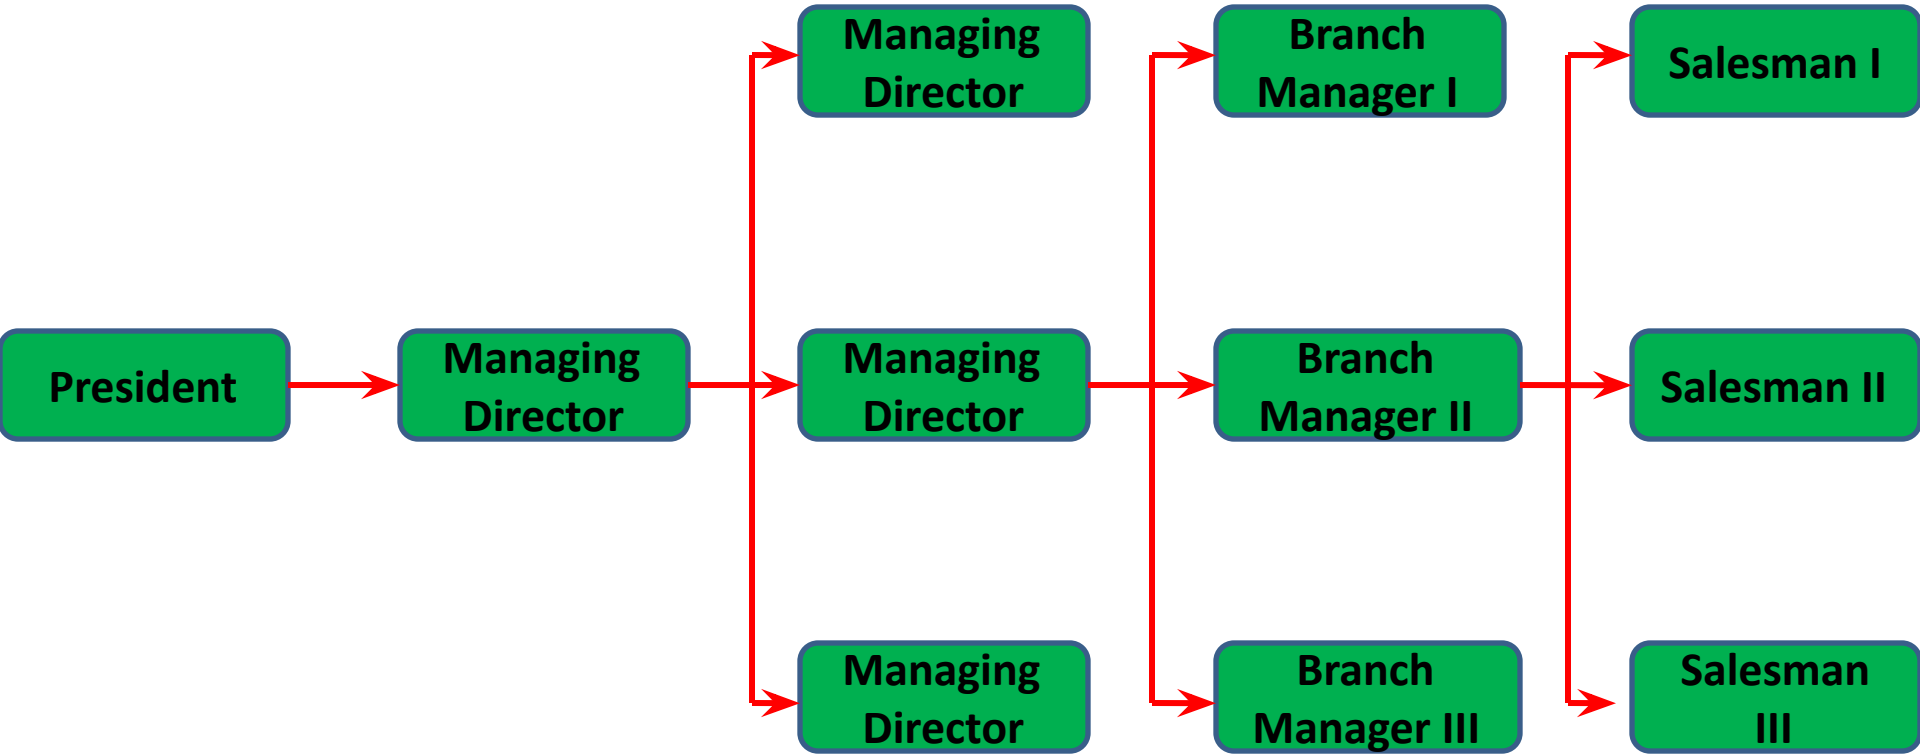 President
Managing
Director
Managing
Director
Managing
Director
Managing
Director
Branch
Manager I
Branch
Manager II
Branch
Manager III
Salesman I
Salesman II
Salesman
III